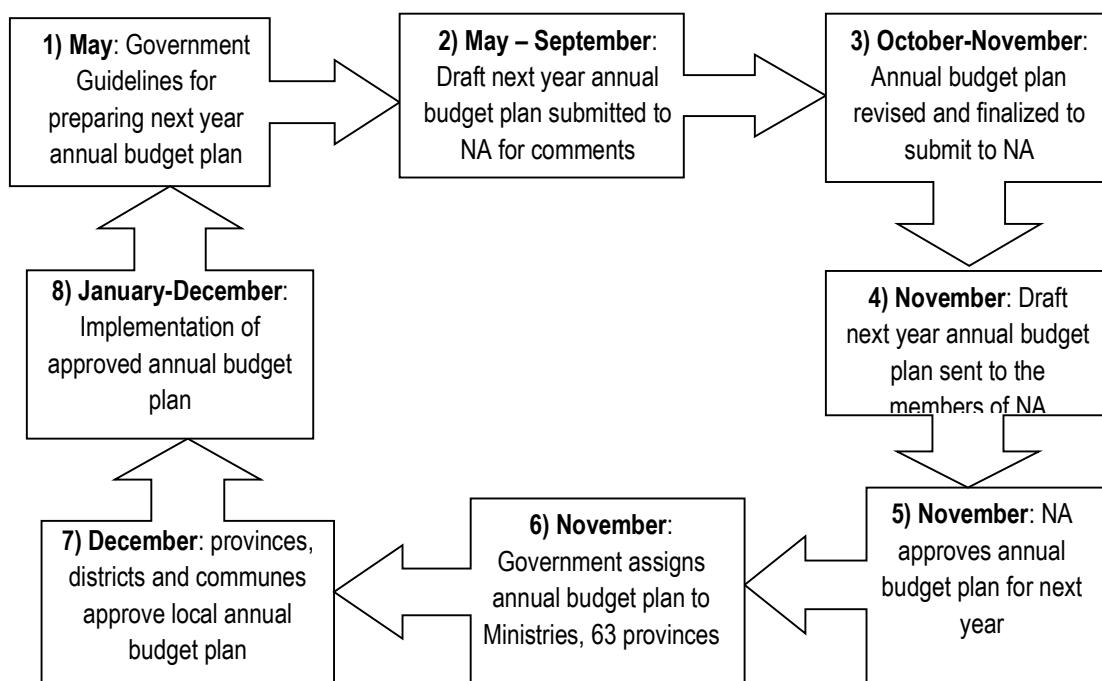 1) May: Government
Guidelines for
preparing next year
annual budget plan
2) May – September:
Draft next year annual
budget plan submitted to
NA for comments
3) October-November:
Annual budget plan
revised and finalized to
submit to NA
4) November: Draft
next year annual budget
plan sent to the
members of NA
5) November: NA
approves annual
budget plan for next
year
6) November:
Government assigns
annual budget plan to
Ministries, 63 provinces
7) December: provinces,
districts and communes
approve local annual
budget plan
8) January-December:
Implementation of
approved annual budget
plan